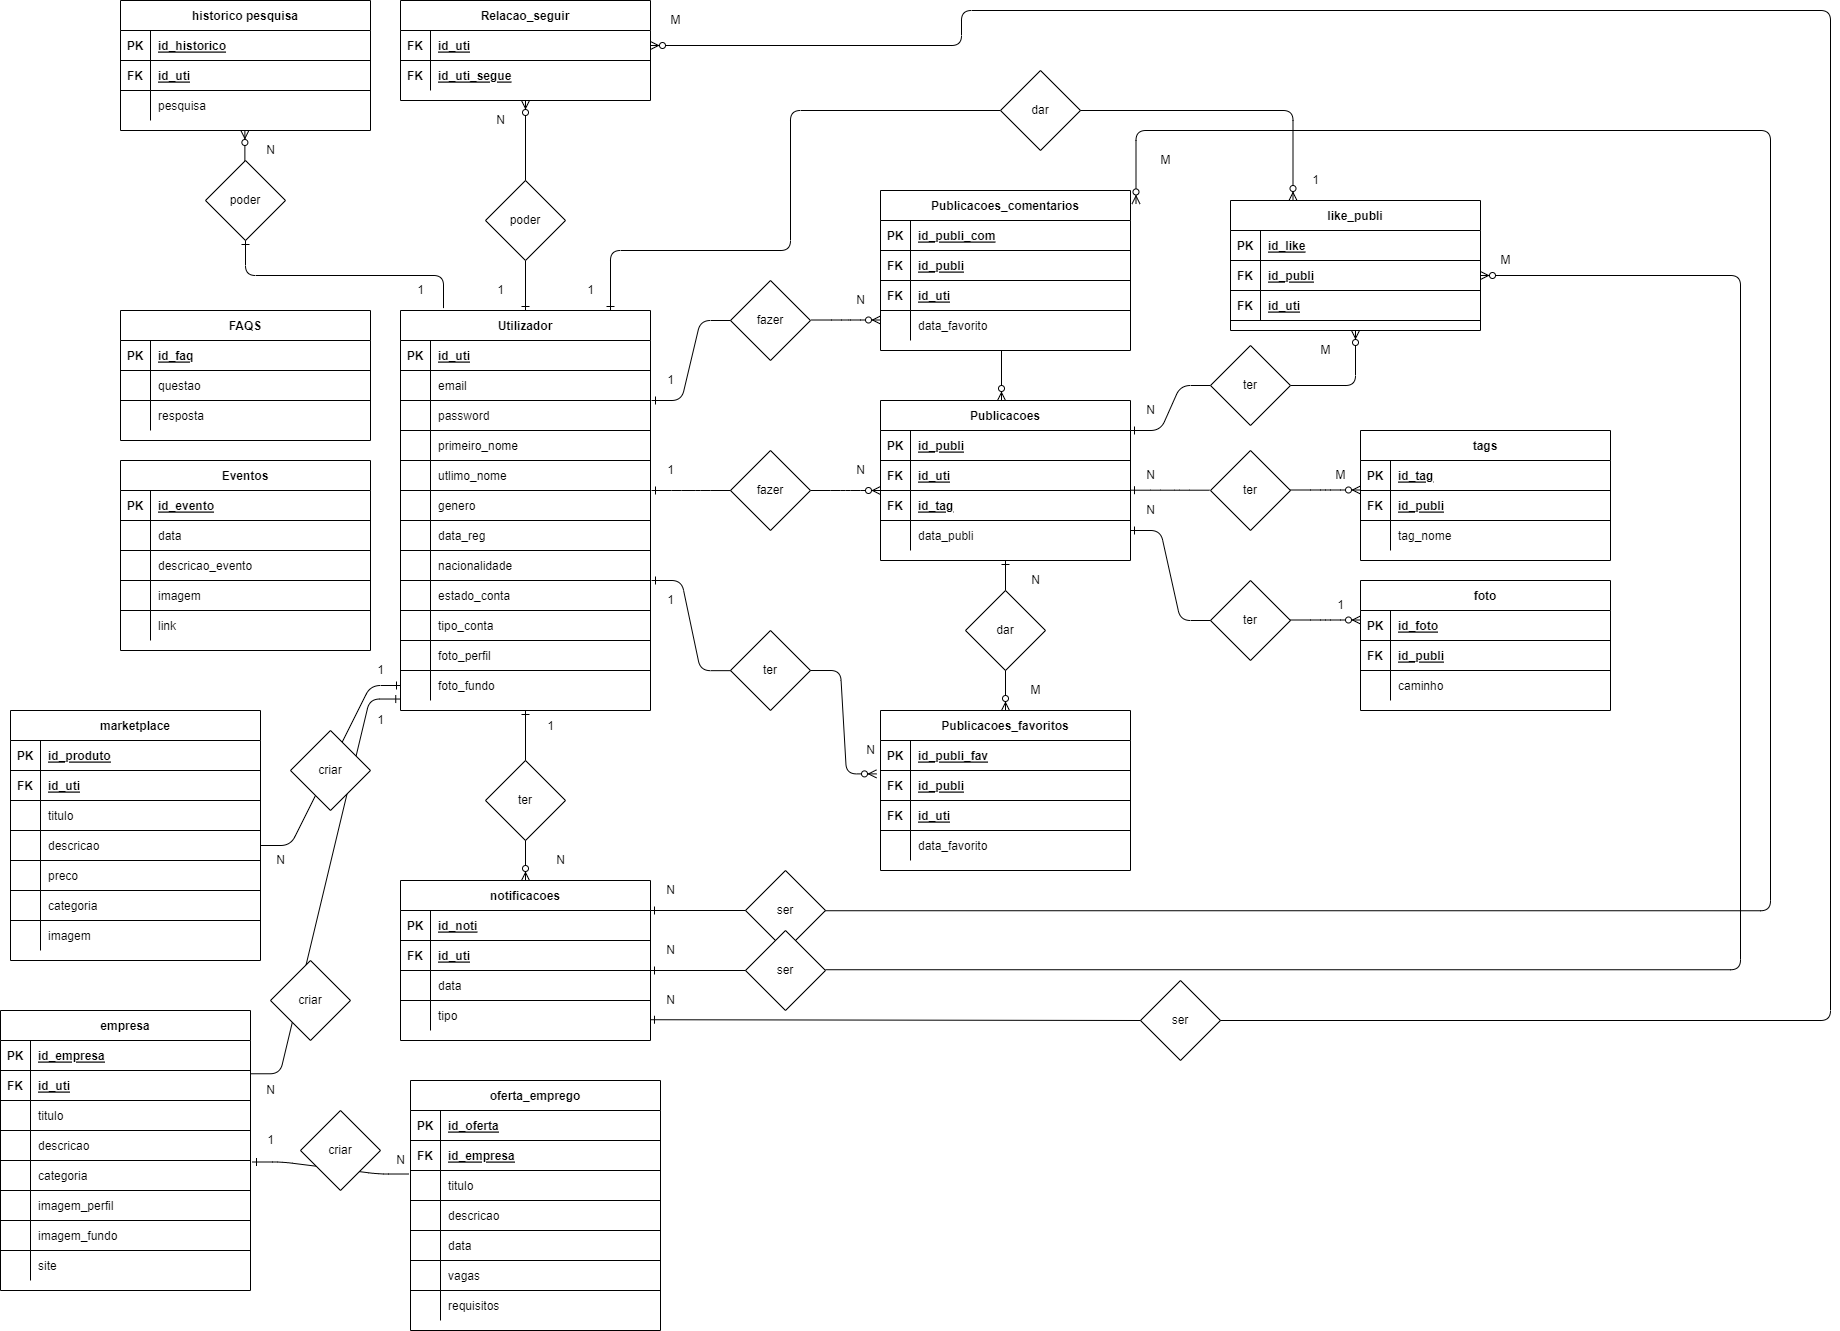 historico pesquisa
PK id_historico
FK id_uti
pesquisa
N
poder
1
Relacao_seguir
FK id_uti
FK id_uti_segue
M
N
poder
1
1
dar
1
M
FAQS
PK id_faq
questao
resposta
Eventos
PK id_evento
data
descricao_evento
imagem
link
Utilizador
PK id_uti
email
password
primeiro_nome
utlimo_nome
genero
data_reg
nacionalidade
estado_conta
tipo_conta
foto_perfil
foto_fundo
1
fazer
N
1
fazer
N
1
ter
N
Publicacoes_comentarios
PK id_publi_com
FK id_publi
FK id_uti
data_favorito
like_publi
PK id_like
FK id_publi
FK id_uti
M
M
ter
N
Publicacoes
PK id_publi
FK id_uti
FK id_tag
data_publi
N
ter
M
N
ter
1
tags
PK id_tag
FK id_publi
tag_nome
foto
PK id_foto
FK id_publi
caminho
N
dar
M
Publicacoes_favoritos
PK id_publi_fav
FK id_publi
FK id_uti
data_favorito
1
1
marketplace
PK id_produto
FK id_uti
titulo
descricao
preco
categoria
imagem
criar
N
1
ter
N
notificacoes
PK id_noti
FK id_uti
data
tipo
N
ser
N
ser
N
ser
criar
empresa
PK id_empresa
FK id_uti
titulo
descricao
categoria
imagem_perfil
imagem_fundo
site
N
1
criar
N
oferta_emprego
PK id_oferta
FK id_empresa
titulo
descricao
data
vagas
requisitos